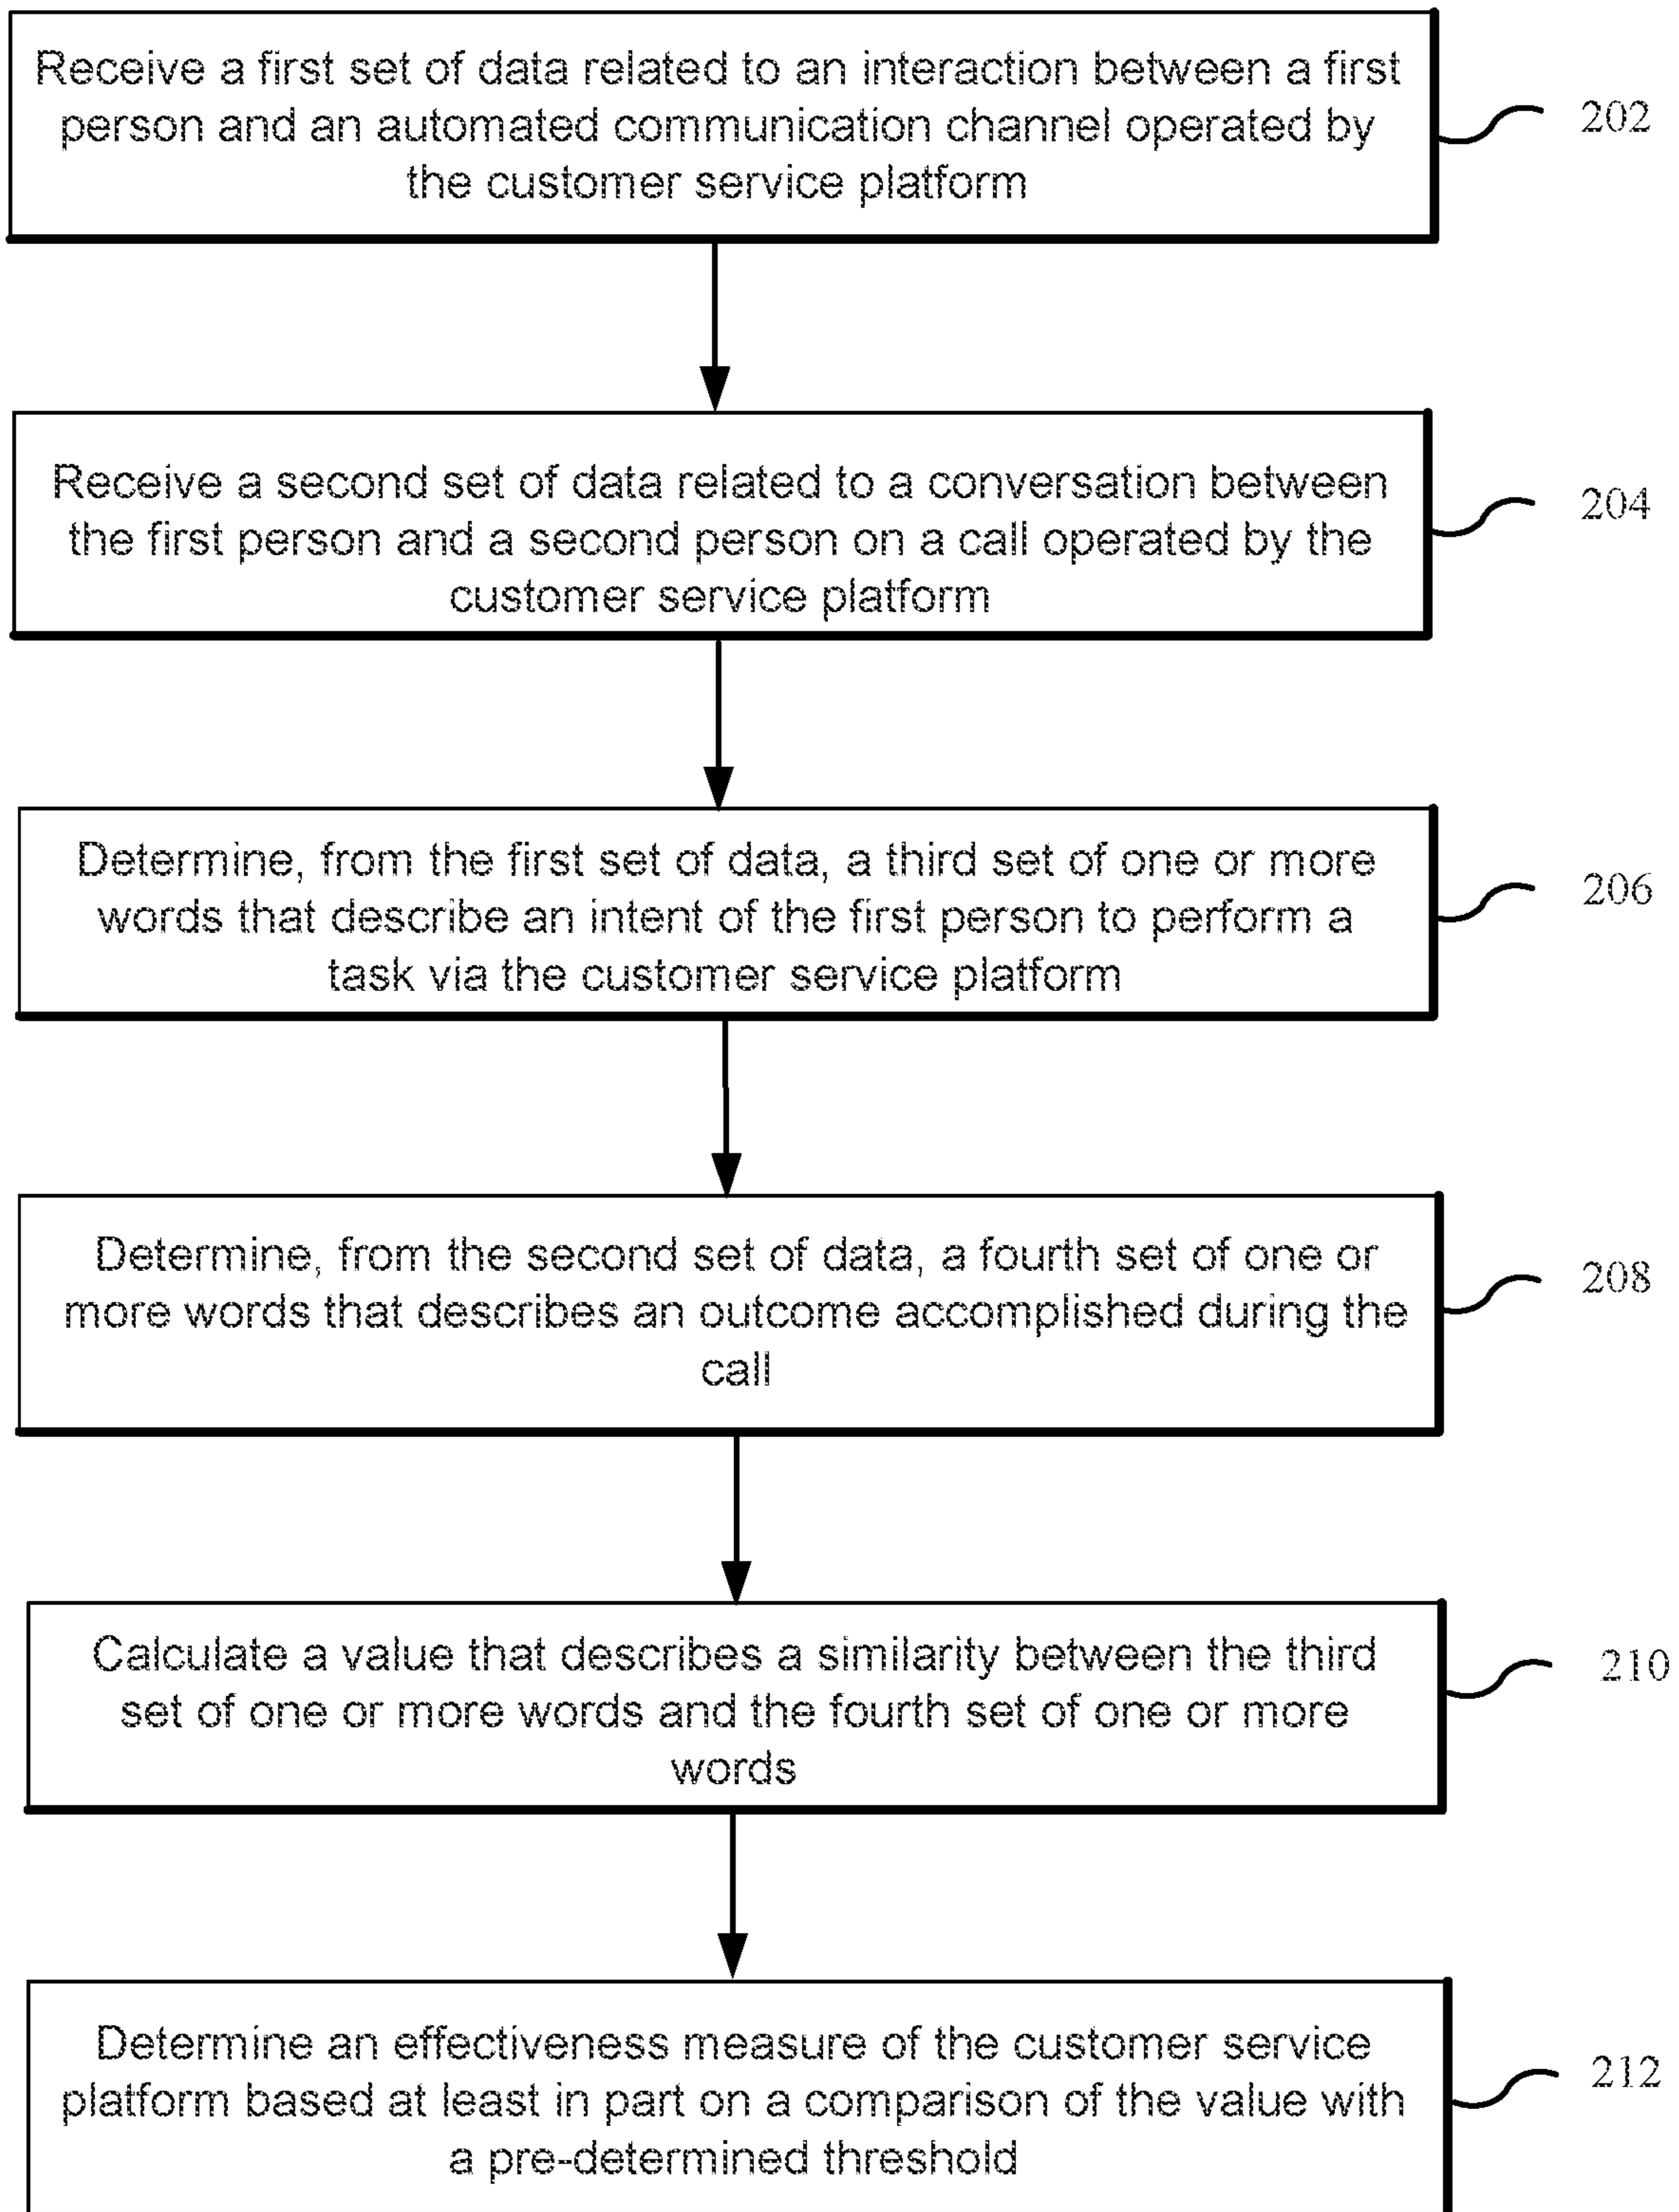 Receive a first set of data related to an interaction between a first
person and an automated communication channel operated by
the customer service platform
202
Receive a second set of data related to a conversation between
the first person and a second person on a call operated by the
customer service platform
204
Determine, from the first set of data, a third set of one or more
words that describe an intent of the first person to perform a
task via the customer service platform
206
Determine, from the second set of data, a fourth set of one or
more words that describes an outcome accomplished during the
call
208
Calculate a value that describes a similarity between the third
set of one or more words and the fourth set of one or more
words
210
Determine an effectiveness measure of the customer service
platform based at least in part on a comparison of the value with
a pre-determined threshold
212